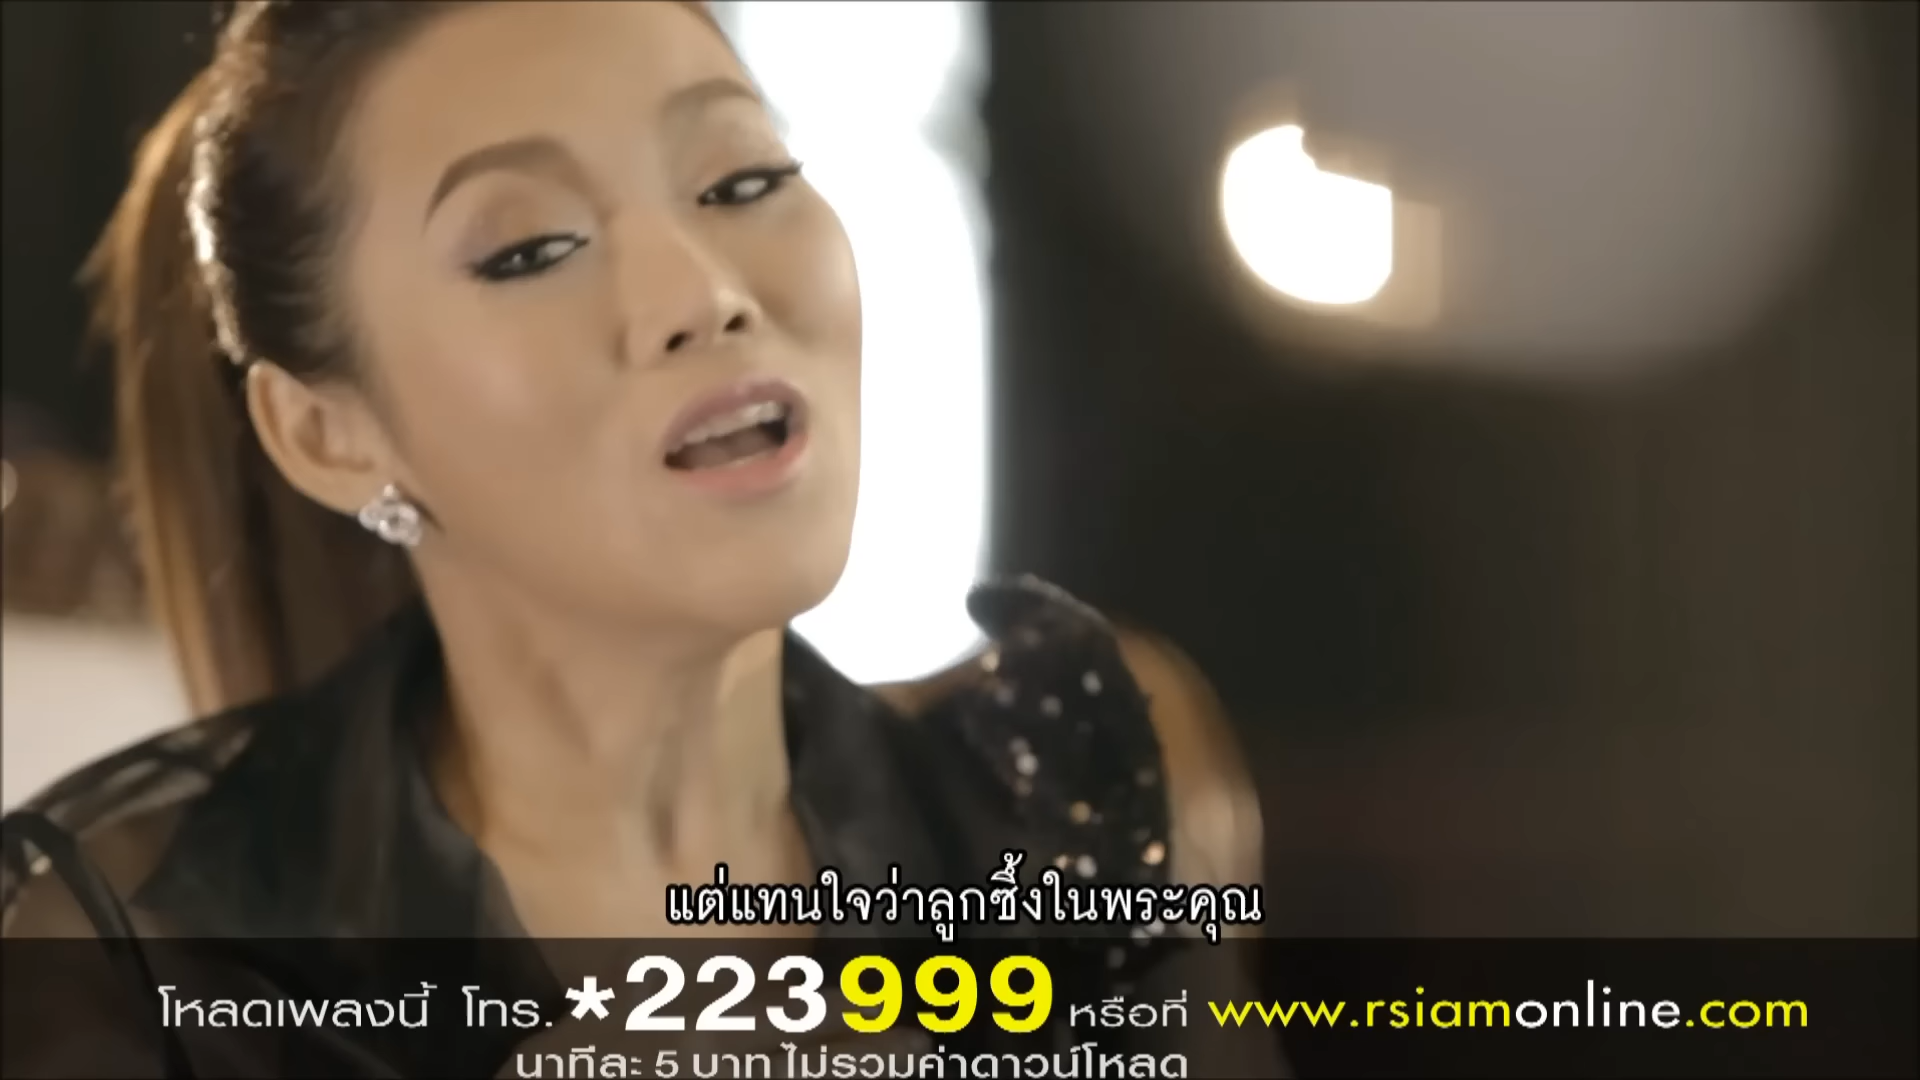 แต่แทนใจว่าลูกซึ้งในพระคุณ
โหลดเพลงนี้ โทร. *223999 หรือที่ www.rsiamonline.com
นาทีละ 5 บาท ไม่รวมค่าดาวน์โหลด